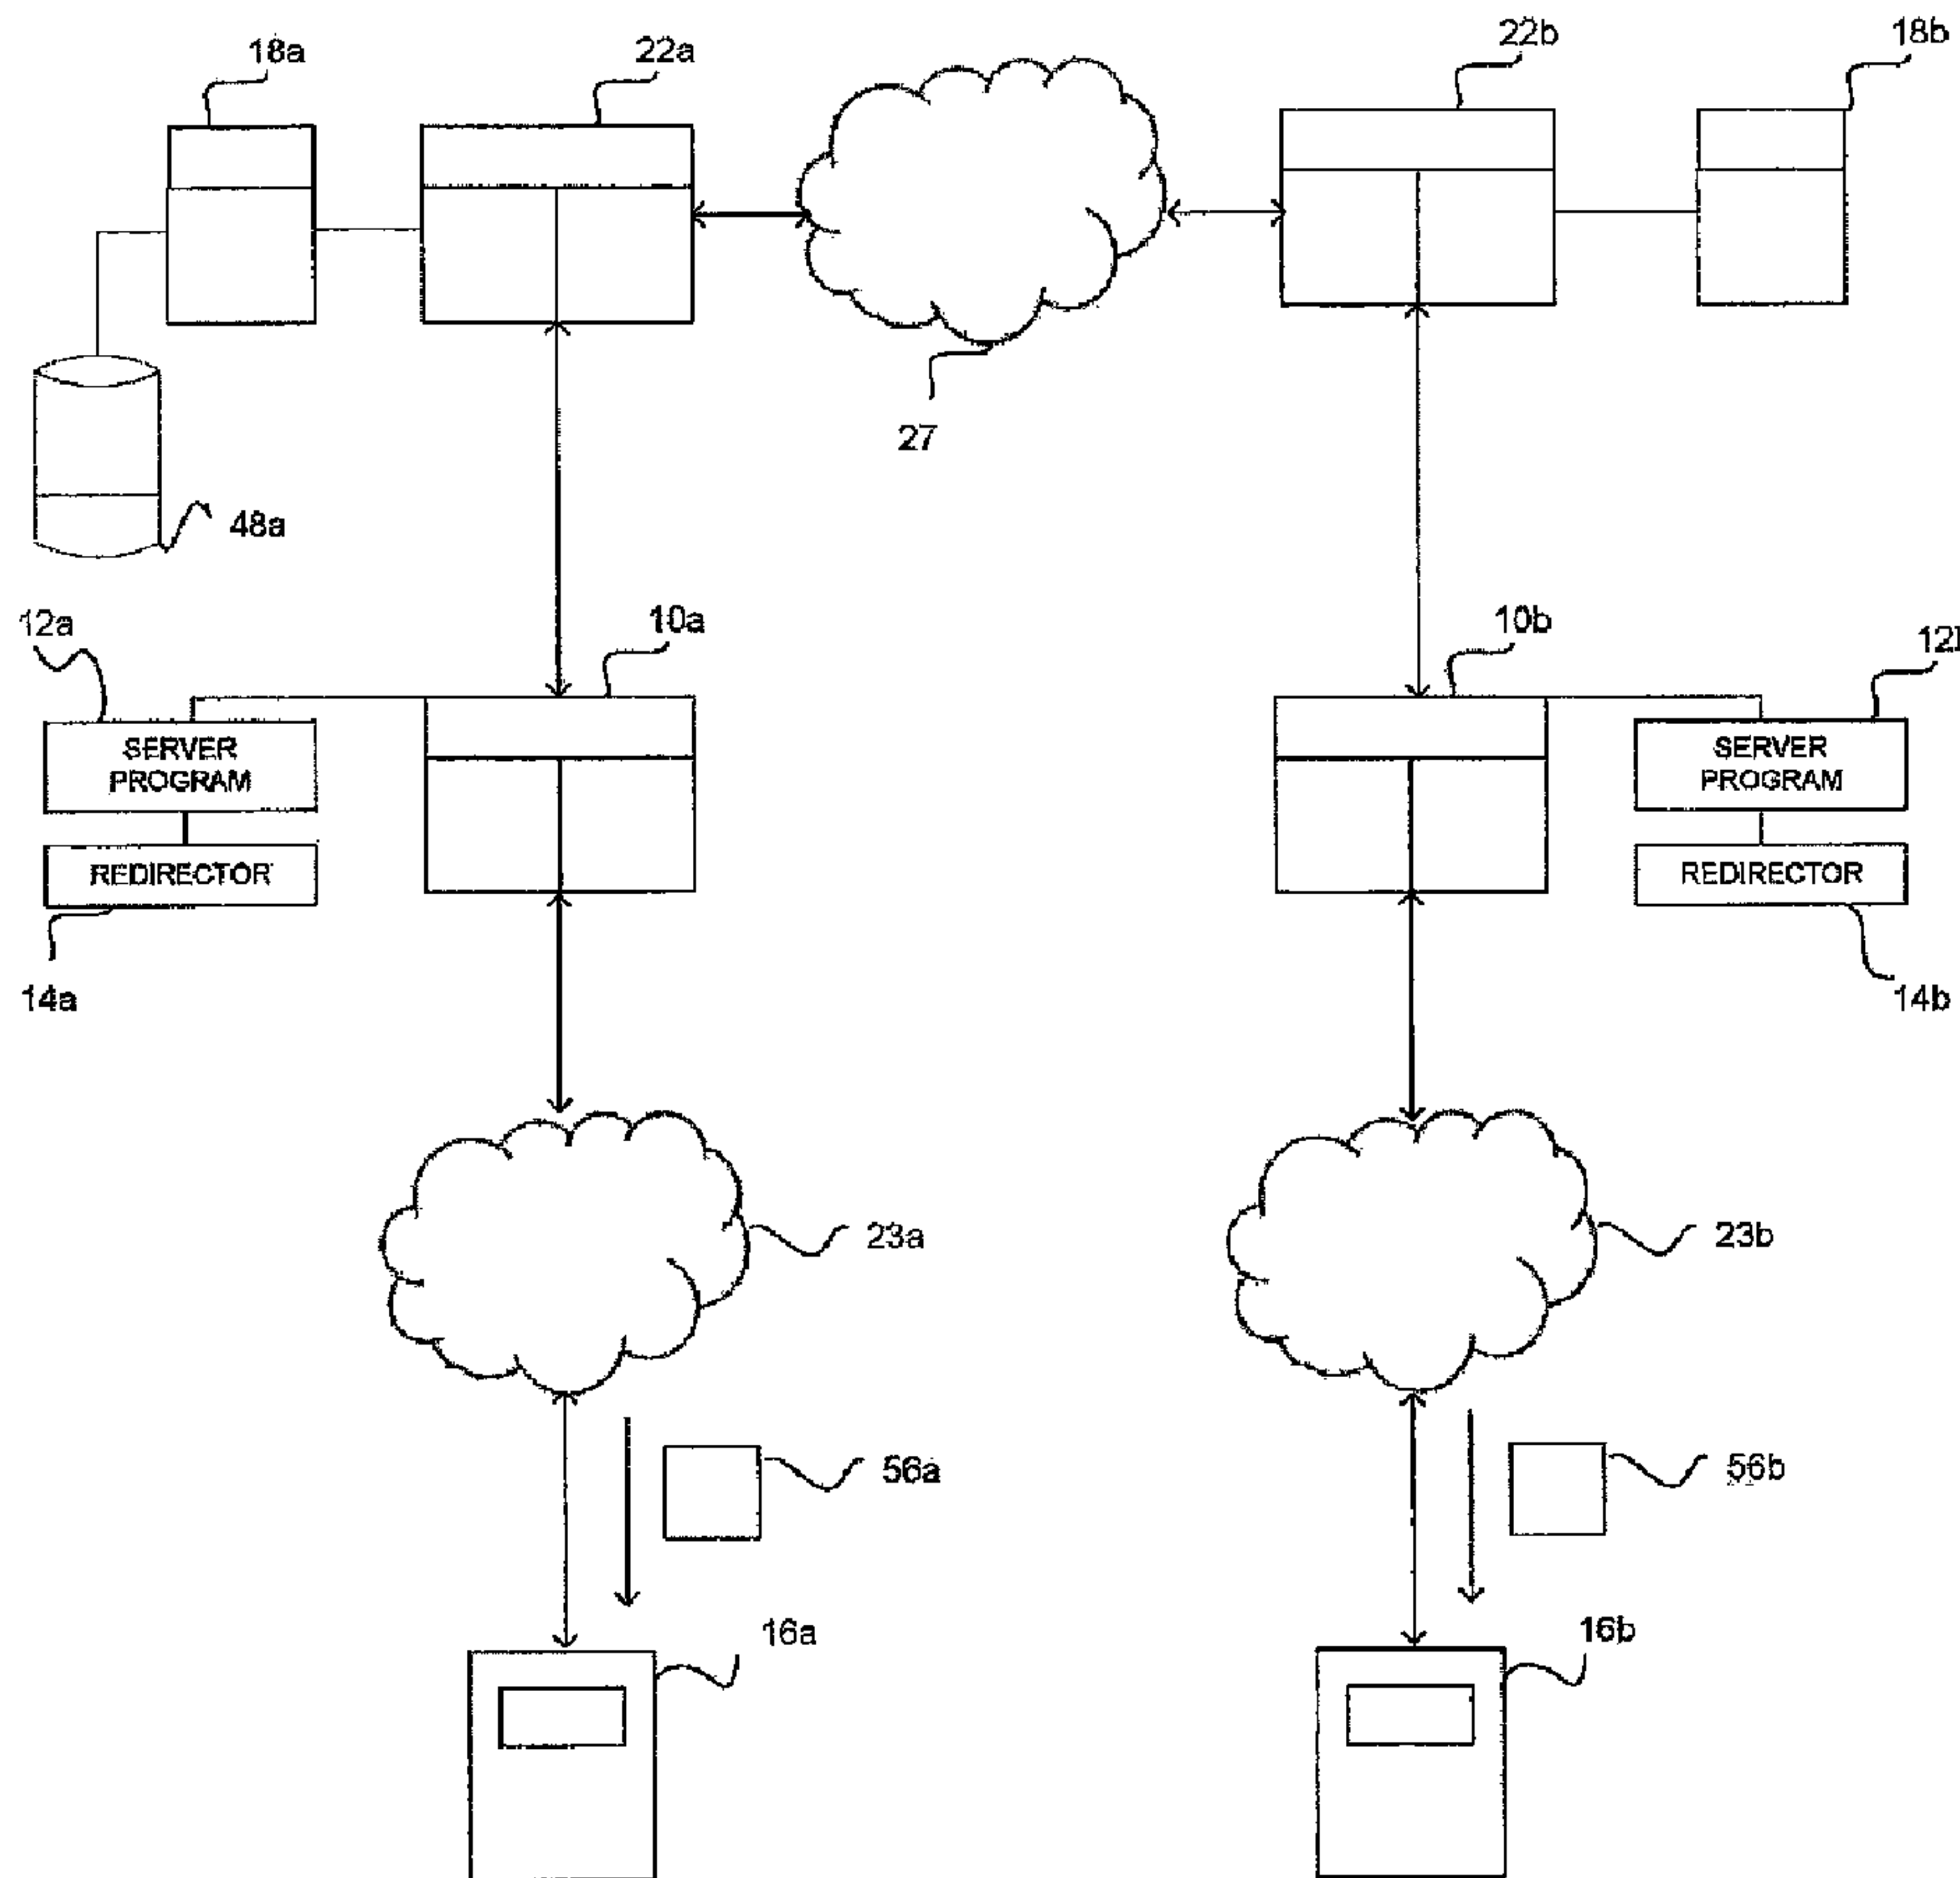 18a
22a
22b
18b
27
48a
12a
10a
10b
SERVER
PROGRAM
SERVER
PROGRAM
REDIRECTOR
REDIRECTOR
14a
14b
23a
23b
56a
56b
16a
16b